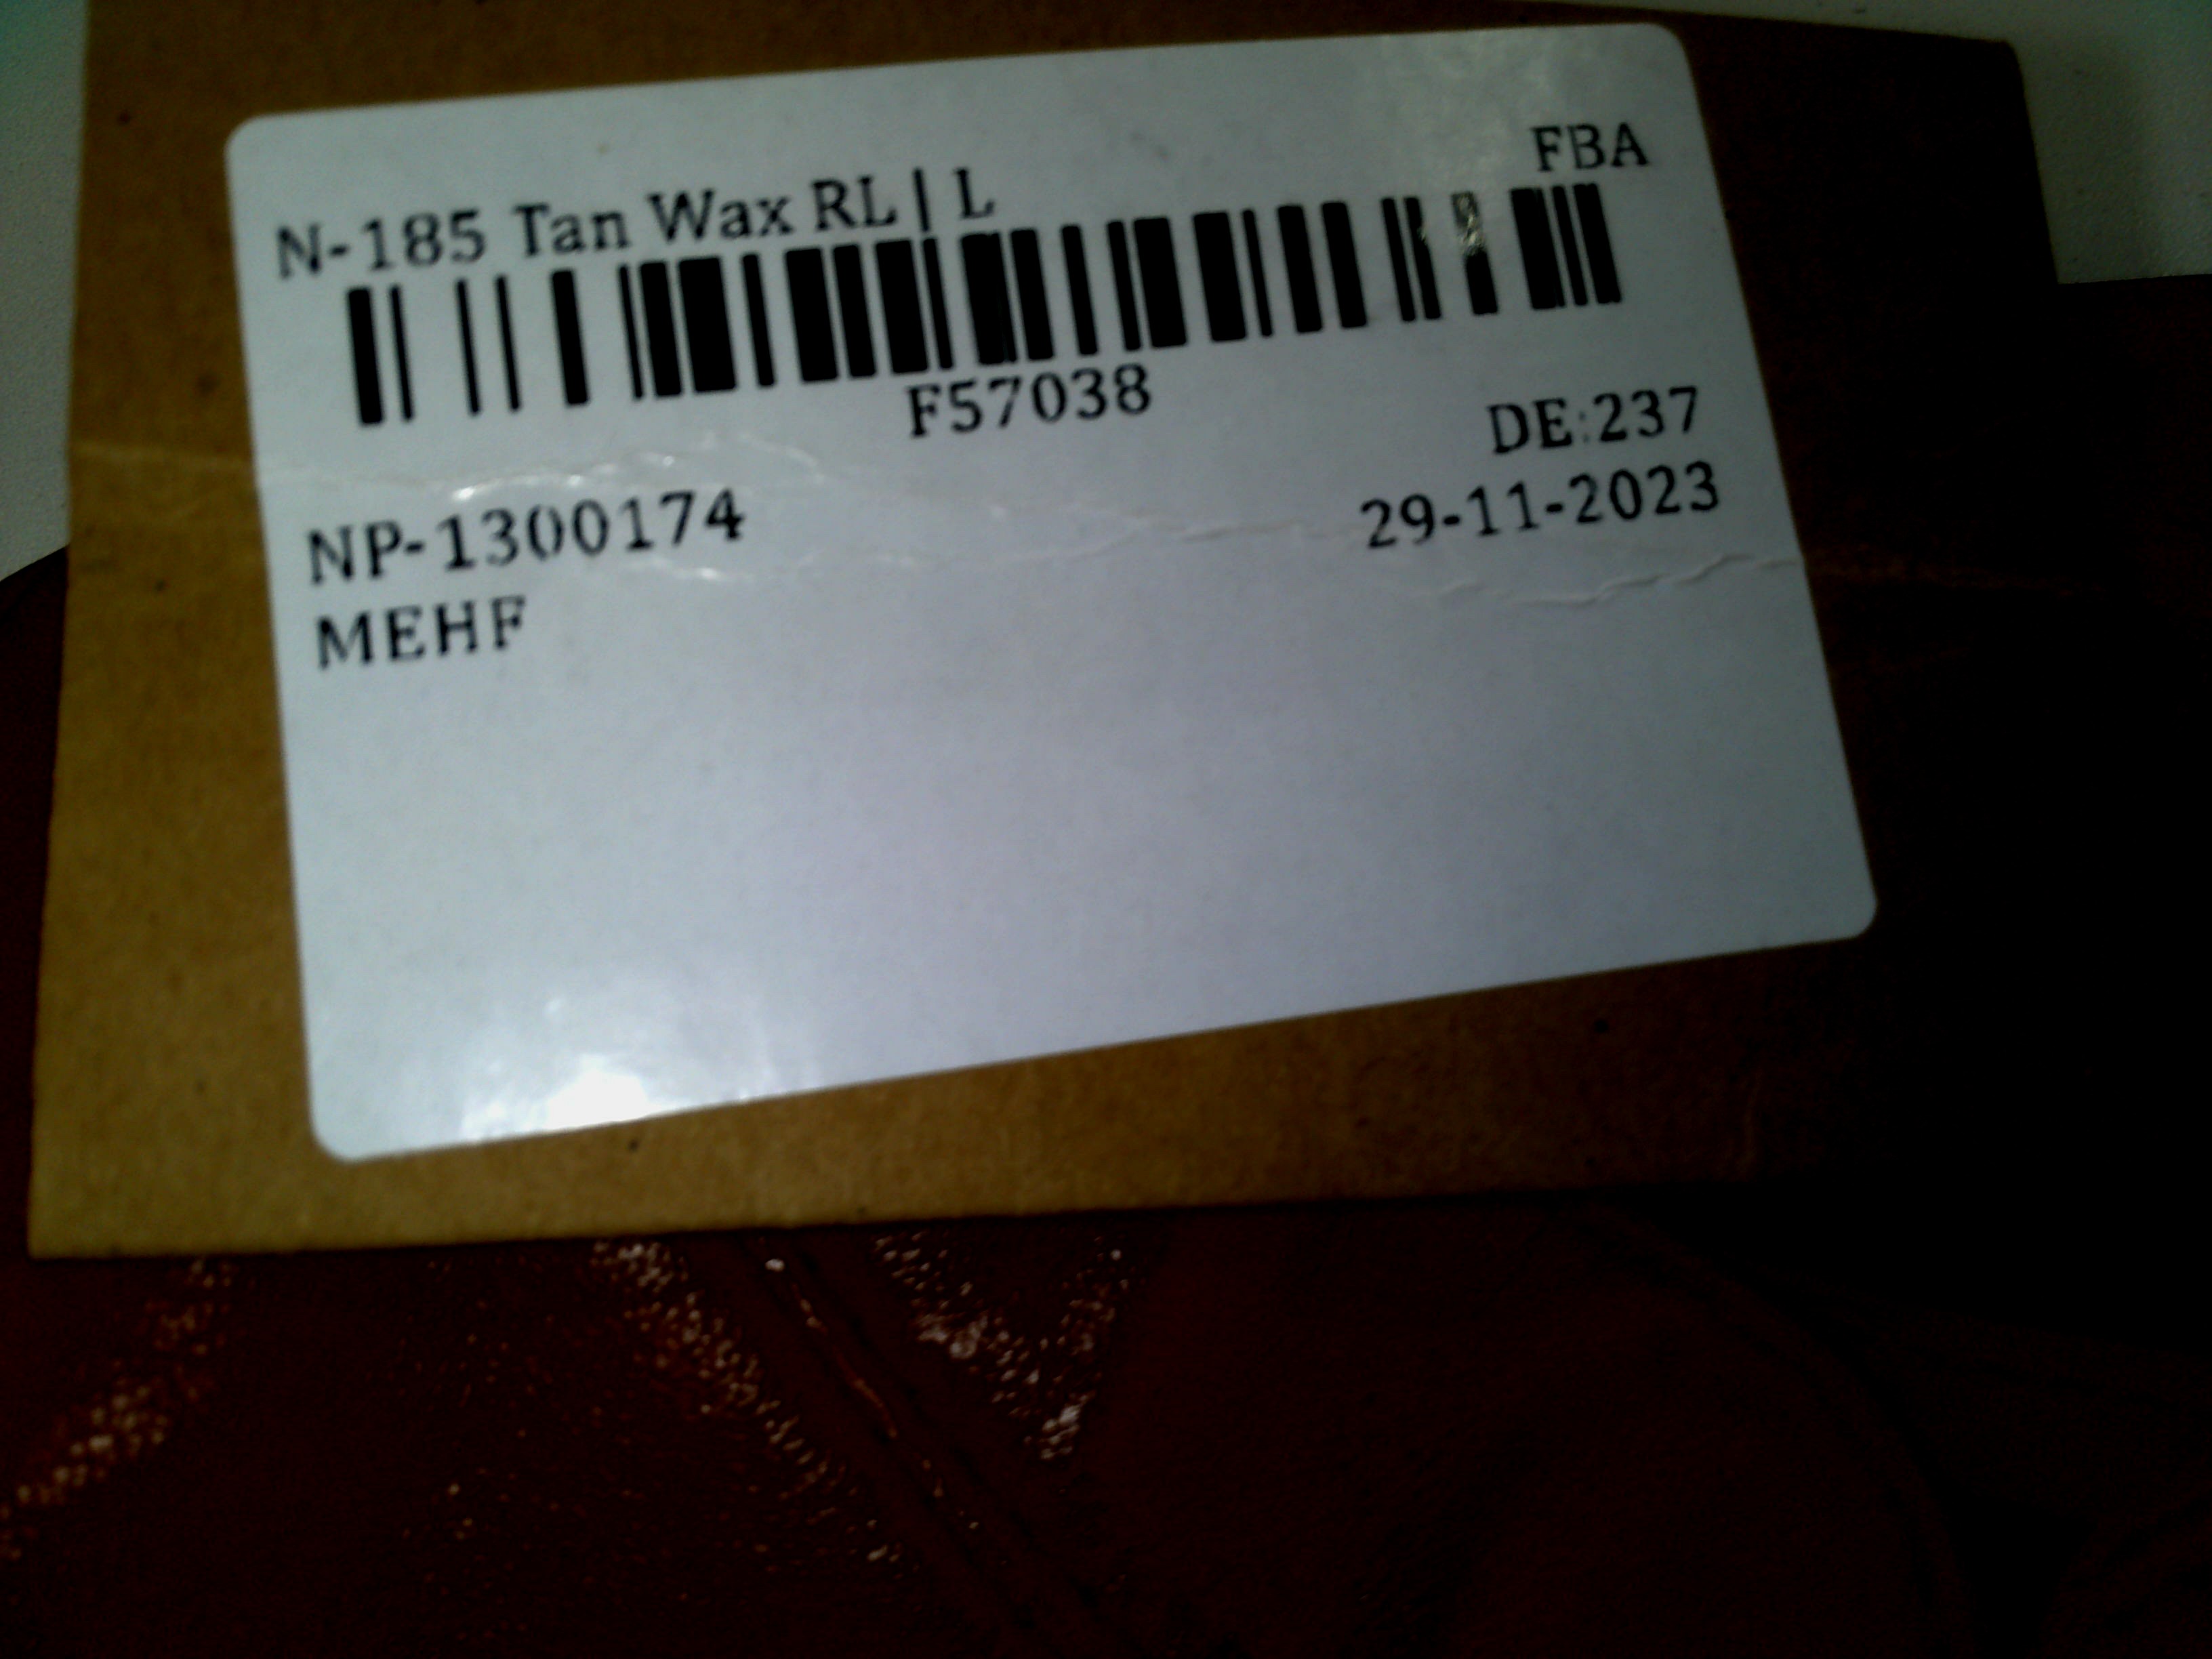 FBA
N-185 Tan Wax RL | L
F57038
DE:237
NP-1300174 29-11-2023
MEHF